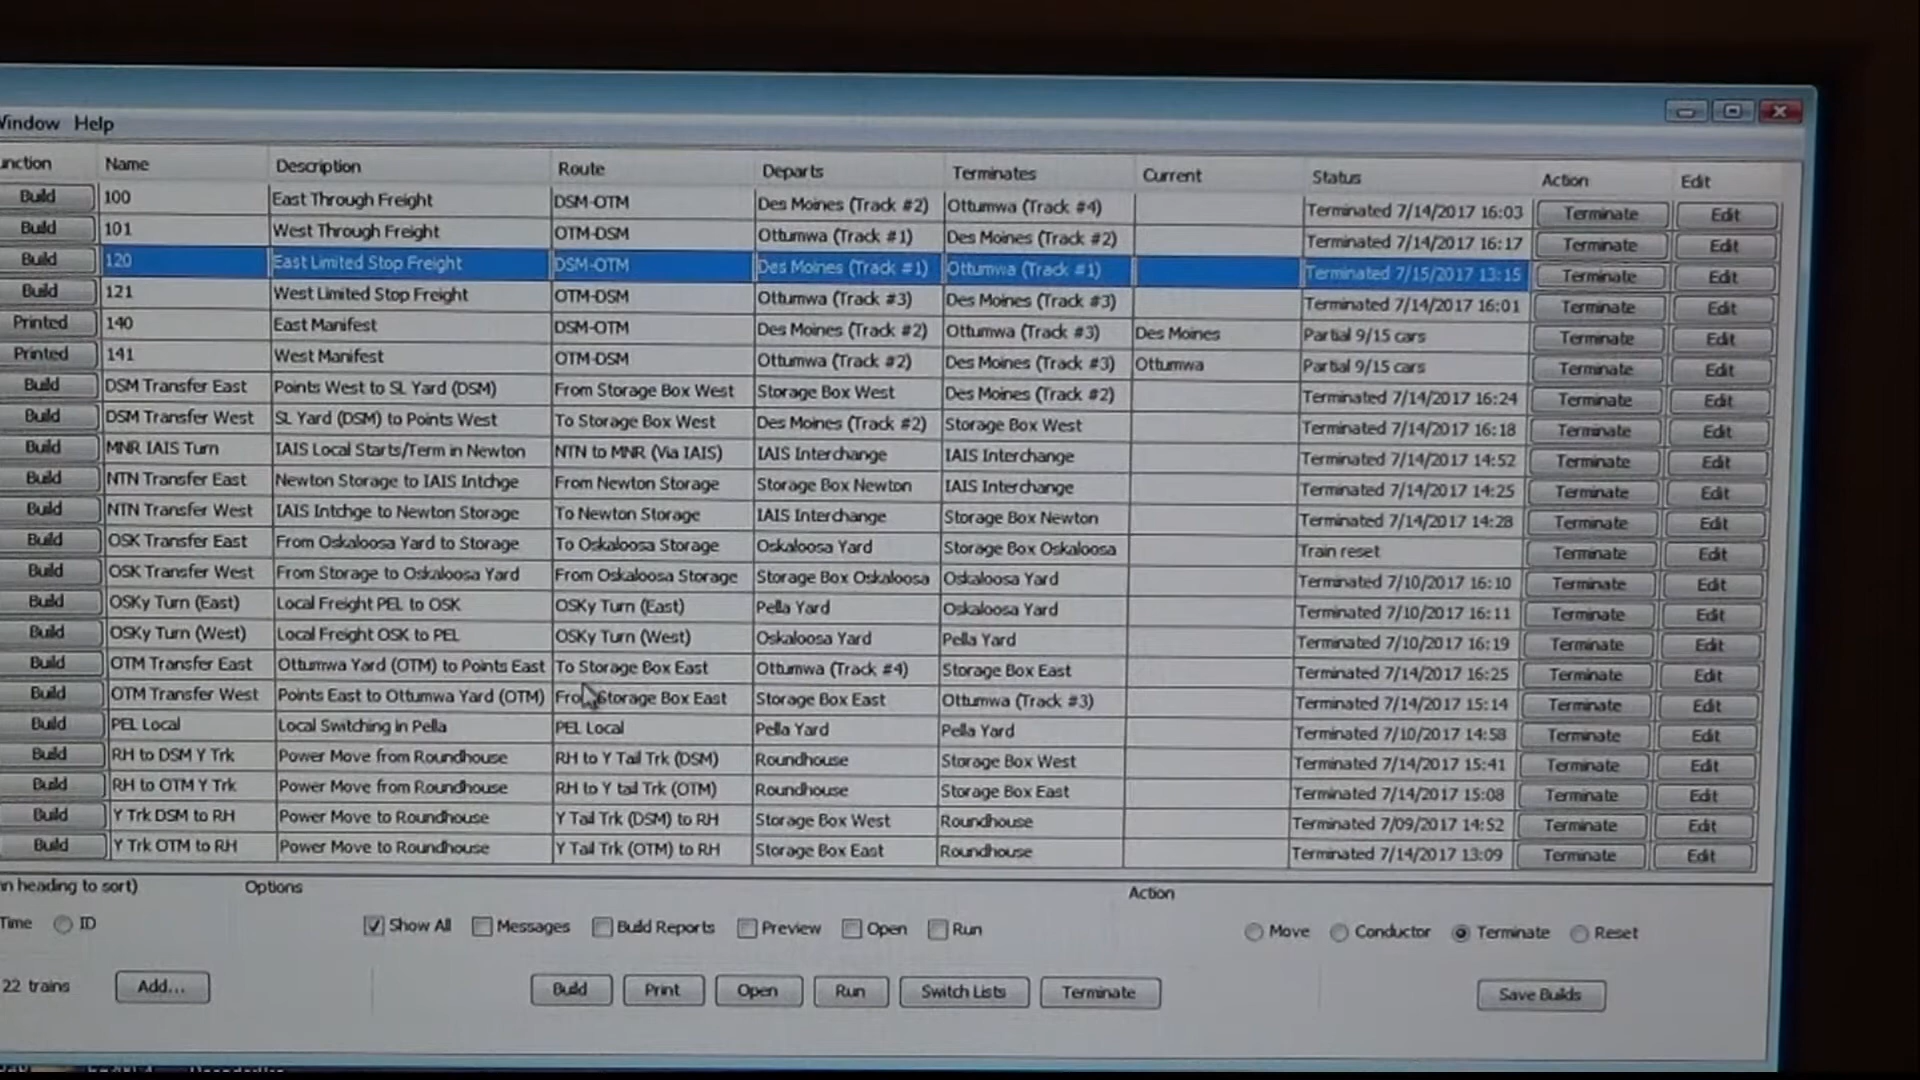 Window Help
unction Name Description Route Departs Terminates Current Status Action Edit
Build 100 East Through Freight DSM-OTM Des Moines (Track #2) Ottumwa (Track #4) Terminated 7/14/2017 16:03 Terminate Edit
Build 101 West Through Freight OTM-DSM Ottumwa (Track #1) Des Moines (Track #2) Terminated 7/14/2017 16:17 Terminate Edit
Build 120 East Limited Stop Freight DSM-OTM Des Moines (Track #1) Ottumwa (Track #1) Terminated 7/15/2017 13:15 Terminate Edit
Build 121 West Limited Stop Freight OTM-DSM Ottumwa (Track #3) Des Moines (Track #3) Terminated 7/14/2017 16:01 Terminate Edit
Printed 140 East Manifest DSM-OTM Des Moines (Track #2) Ottumwa (Track #3) Des Moines Partial 9/15 cars Terminate Edit
Printed 141 West Manifest OTM-DSM Ottumwa (Track #2) Des Moines (Track #3) Ottumwa Partial 9/15 cars Terminate Edit
Build DSM Transfer East Points West to SL Yard (DSM) From Storage Box West Storage Box West Des Moines (Track #2) Terminated 7/14/2017 16:24 Terminate Edit
Build DSM Transfer West SL Yard (DSM) to Points West To Storage Box West Des Moines (Track #2) Storage Box West Terminated 7/14/2017 16:18 Terminate Edit
Build MNR IAIS Turn IAIS Local Starts/Term in Newton NTN to MNR (Via IAIS) IAIS Interchange IAIS Interchange Terminated 7/14/2017 14:52 Terminate Edit
Build NTN Transfer East Newton Storage to IAIS Intchge From Newton Storage Storage Box Newton IAIS Interchange Terminated 7/14/2017 14:25 Terminate Edit
Build NTN Transfer West IAIS Intchge to Newton Storage To Newton Storage IAIS Interchange Storage Box Newton Terminated 7/14/2017 14:28 Terminate Edit
Build OSK Transfer East From Oskaloosa Yard to Storage To Oskaloosa Storage Oskaloosa Yard Storage Box Oskaloosa Train reset Terminate Edit
Build OSK Transfer West From Storage to Oskaloosa Yard From Oskaloosa Storage Storage Box Oskaloosa Oskaloosa Yard Terminated 7/10/2017 16:10 Terminate Edit
Build OSKy Turn (East) Local Freight PEL to OSK OSKy Turn (East) Pella Yard Oskaloosa Yard Terminated 7/10/2017 16:11 Terminate Edit
Build OSKy Turn (West) Local Freight OSK to PEL OSKy Turn (West) Oskaloosa Yard Pella Yard Terminated 7/10/2017 16:19 Terminate Edit
Build OTM Transfer East Ottumwa Yard (OTM) to Points East To Storage Box East Ottumwa (Track #4) Storage Box East Terminated 7/14/2017 16:25 Terminate Edit
Build OTM Transfer West Points East to Ottumwa Yard (OTM) From Storage Box East Storage Box East Ottumwa (Track #3) Terminated 7/14/2017 15:14 Terminate Edit
Build PEL Local Local Switching in Pella PEL Local Pella Yard Pella Yard Terminated 7/10/2017 14:58 Terminate Edit
Build RH to DSM Y Trk Power Move from Roundhouse RH to Y Tail Trk (DSM) Roundhouse Storage Box West Terminated 7/14/2017 15:41 Terminate Edit
Build RH to OTM Y Trk Power Move from Roundhouse RH to Y tail Trk (OTM) Roundhouse Storage Box East Terminated 7/14/2017 15:08 Terminate Edit
Build Y Trk DSM to RH Power Move to Roundhouse Y Tail Trk (DSM) to RH Storage Box West Roundhouse Terminated 7/09/2017 14:52 Terminate Edit
Build Y Trk OTM to RH Power Move to Roundhouse Y Tail Trk (OTM) to RH Storage Box East Roundhouse Terminated 7/14/2017 13:09 Terminate Edit
n heading to sort) Options Action
Time ID Show All Messages Build Reports Preview Open Run Move Conductor Terminate Reset
22 trains Add... Build Print Open Run Switch Lists Terminate Save Builds